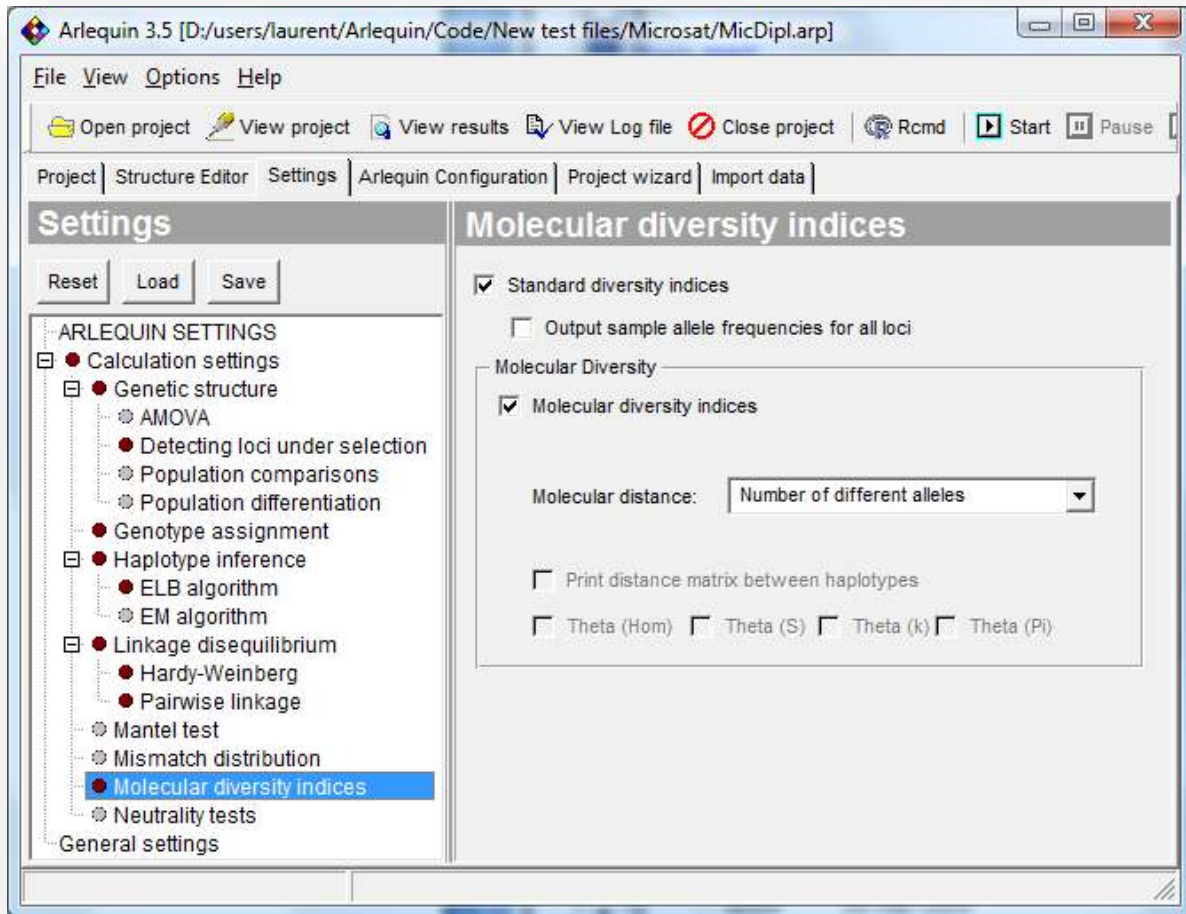 Arlequin 3.5 [D:/users/laurent/Arlequin/Code/New test files/Microsat/MicDipl.arp]
File View Options Help
Open project View project View results View Log file Close project Rcmd Start Pause
Project Structure Editor Settings Arlequin Configuration Project wizard Import data
Settings
Reset Load Save
ARLEQUIN SETTINGS
Calculation settings
Genetic structure
AMOVA
Detecting loci under selection
Population comparisons
Population differentiation
Genotype assignment
Haplotype inference
ELB algorithm
EM algorithm
Linkage disequilibrium
Hardy-Weinberg
Pairwise linkage
Mantel test
Mismatch distribution
Molecular diversity indices
Neutrality tests
General settings
Molecular diversity indices
Standard diversity indices
Output sample allele frequencies for all loci
Molecular Diversity
Molecular diversity indices
Molecular distance: Number of different alleles
Print distance matrix between haplotypes
Theta (Hom) Theta (S) Theta (k) Theta (Pi)